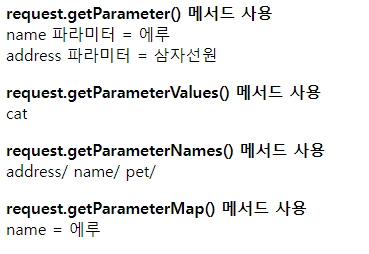 request.getParameter() 메서드 사용
name 파라미터 = 에루
address 파라미터 = 삼자선원
request.getParameterValues() 메서드 사용
cat
request.getParameterNames() 메서드 사용
address/ name/ pet/
request.getParameterMap() 메서드 사용
name = 에루